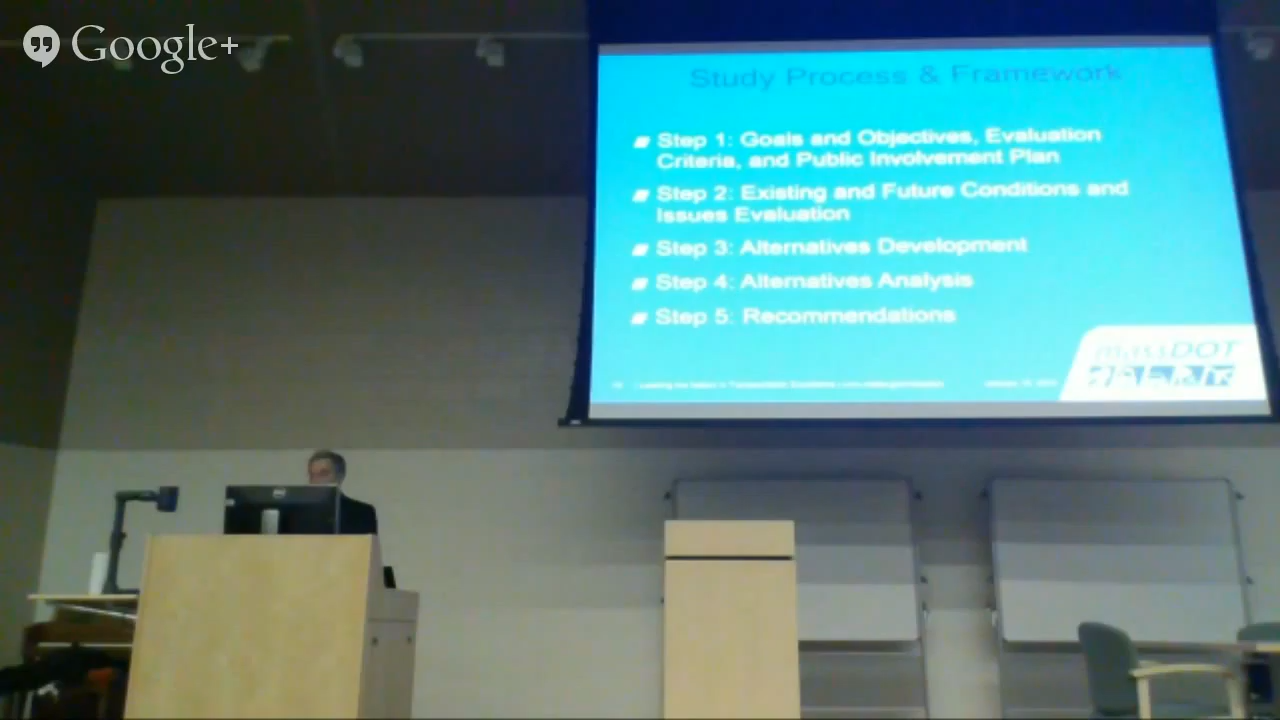 Google+
Study Process & Framework
Step 1: Goals and Objectives, Evaluation
Criteria, and Public Involvement Plan
Step 2: Existing and Future Conditions and
Issues Evaluation
Step 3: Alternatives Development
Step 4: Alternatives Analysis
Step 5: Recommendations
massDOT